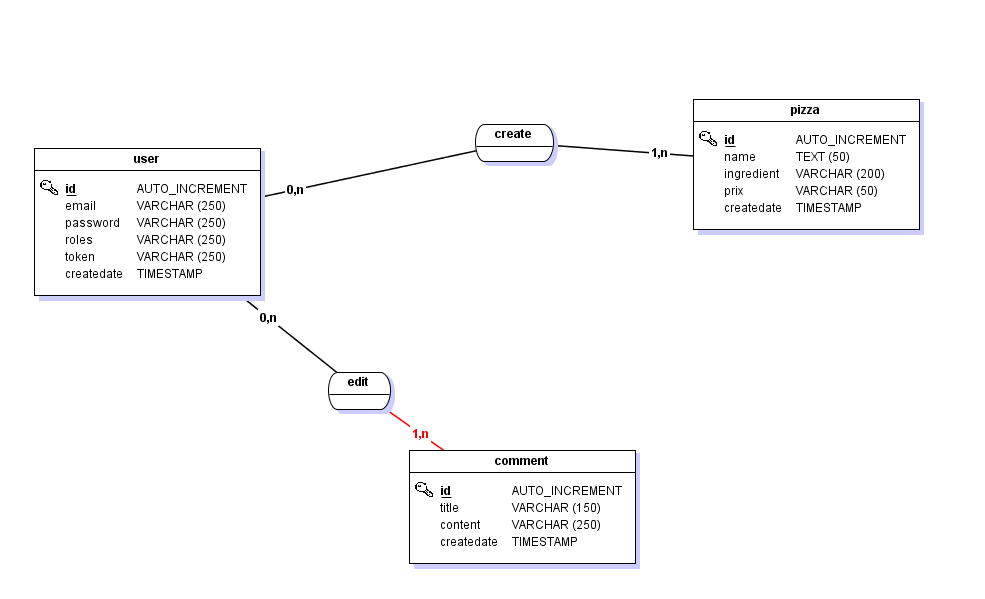 create
pizza
id AUTO_INCREMENT
name TEXT (50)
ingredient VARCHAR (200)
prix VARCHAR (50)
createdate TIMESTAMP
1,n
user
id AUTO_INCREMENT
email VARCHAR (250)
password VARCHAR (250)
roles VARCHAR (250)
token VARCHAR (250)
createdate TIMESTAMP
0,n
0,n
edit
1,n
comment
id AUTO_INCREMENT
title VARCHAR (150)
content VARCHAR (250)
createdate TIMESTAMP